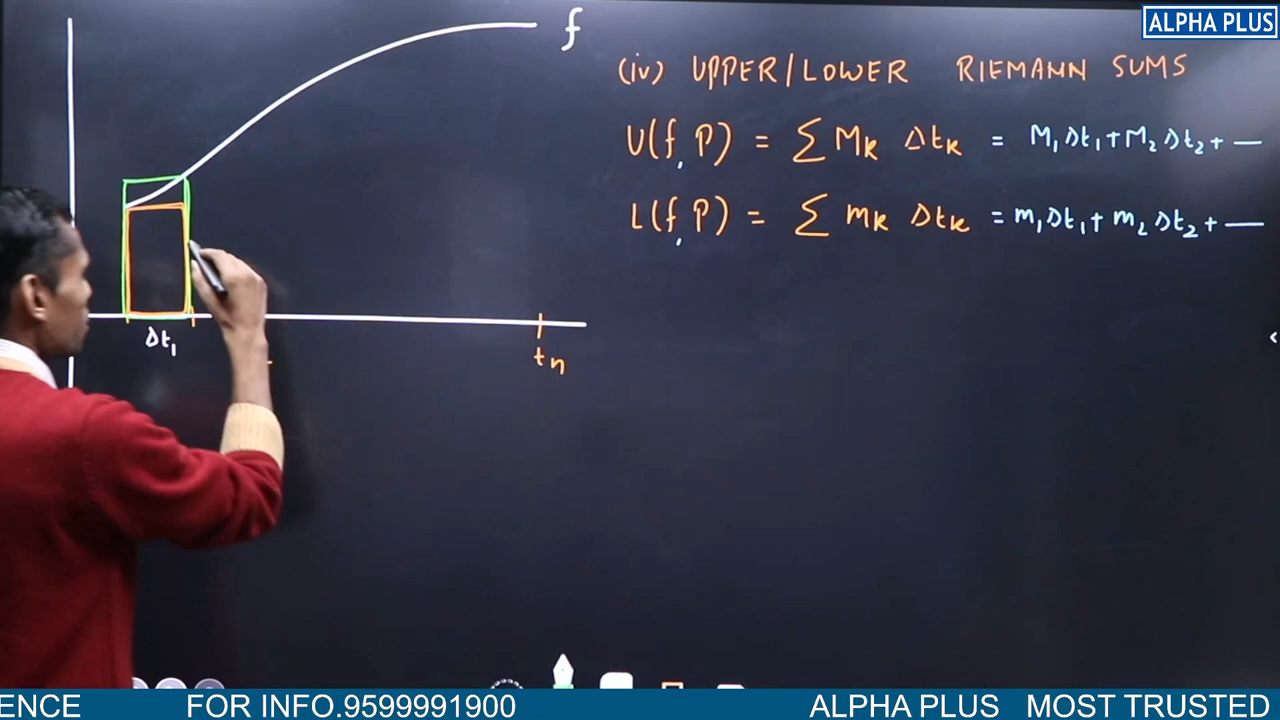 ALPHA PLUS
f
(iv) UPPER/LOWER RIEMANN SUMS
U(f, P) = ∑ Mk Δtk = M₁Δt₁ + M₂Δt₂ + —
L(f, P) = ∑ mk Δtk = m₁Δt₁ + m₂Δt₂ + —
Δt₁
tn
ENCE FOR INFO.9599991900 ALPHA PLUS MOST TRUSTED